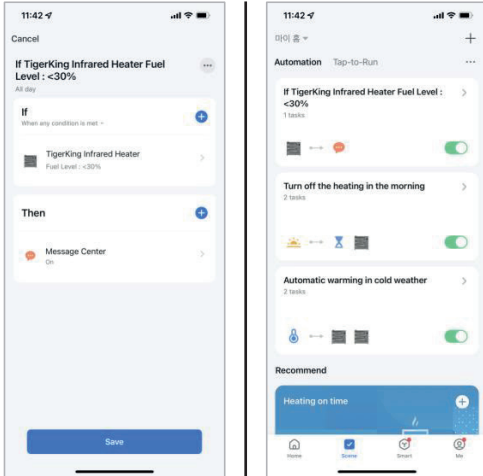 11:42
Cancel
If TigerKing Infrared Heater Fuel
Level : <30%
All day
If
When any condition is met
TigerKing Infrared Heater
Fuel Level : <30%
Then
Message Center
On
Save
11:42
마이 홈
Automation Tap-to-Run
If TigerKing Infrared Heater Fuel Level :
<30%
1 tasks
Turn off the heating in the morning
2 tasks
Automatic warming in cold weather
2 tasks
Recommend
Heating on time
Home Scene Smart Me